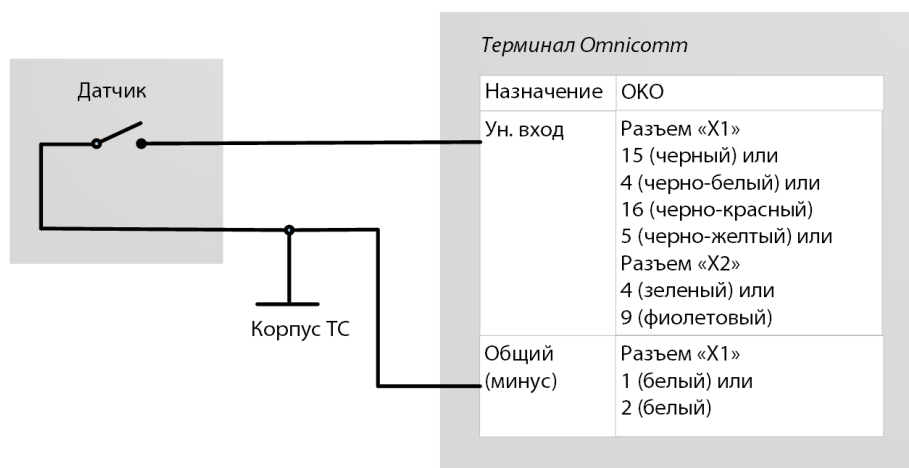 Терминал Omnicomm
Датчик
Назначение ОКО
Ун. вход
Разъем «X1»
15 (черный) или
4 (черно-белый) или
16 (черно-красный)
5 (черно-желтый) или
Разъем «X2»
4 (зеленый) или
9 (фиолетовый)
Корпус ТС
Общий
(минус)
Разъем «X1»
1 (белый) или
2 (белый)